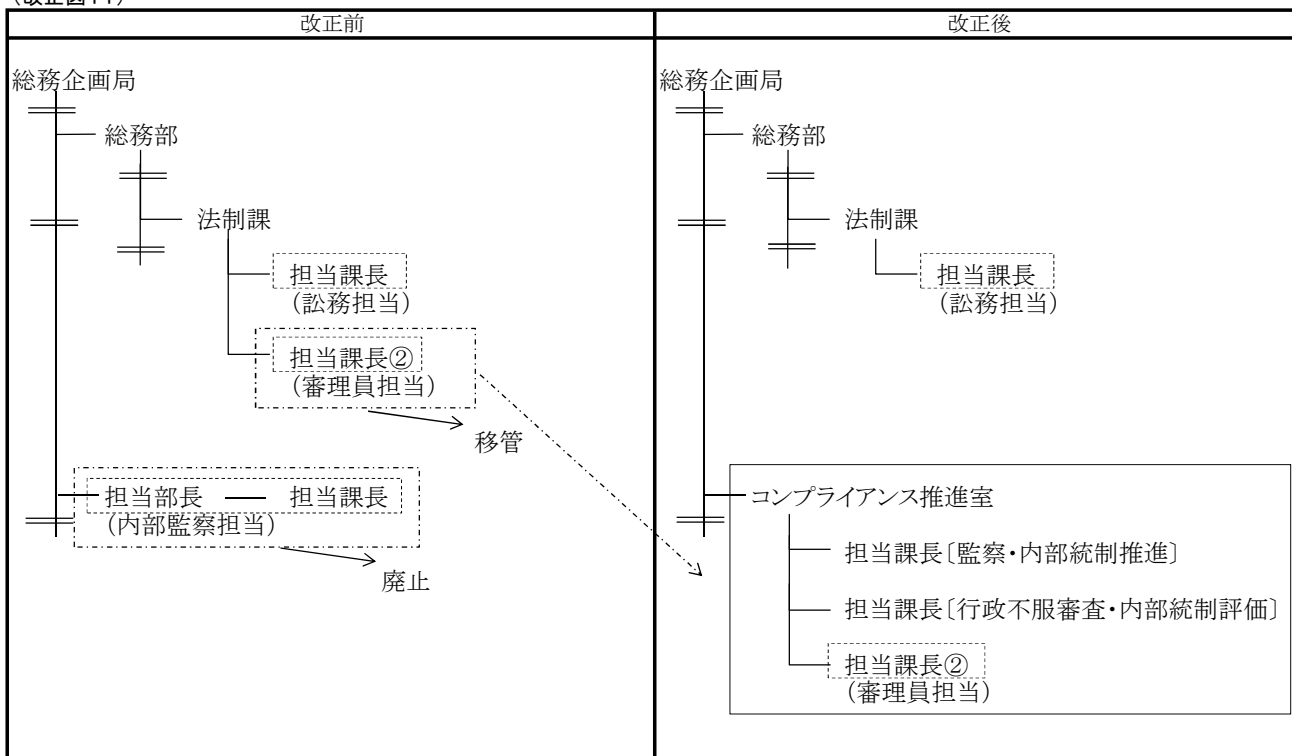 改正前
総務企画局
総務部
法制課
担当課長
(訟務担当)
担当課長②
(審理員担当)
移管
担当部長 担当課長
(内部監察担当)
廃止
改正後
総務企画局
総務部
法制課
担当課長
(訟務担当)
コンプライアンス推進室
担当課長〔監察・内部統制推進〕
担当課長〔行政不服審査・内部統制評価〕
担当課長②
(審理員担当)